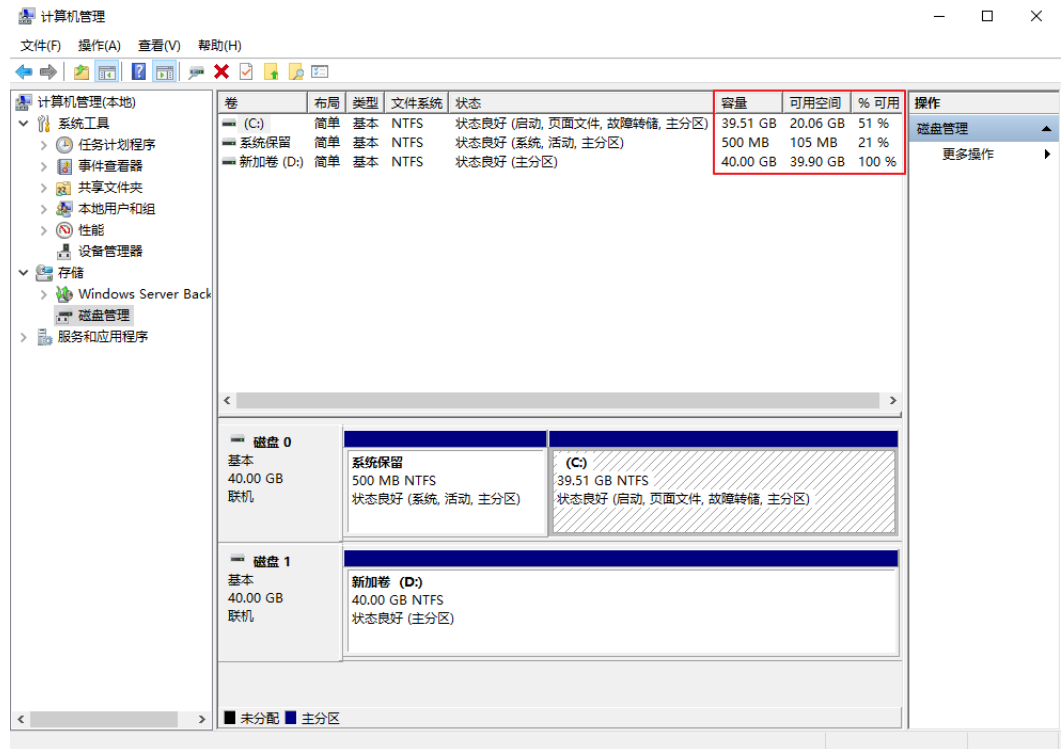 计算机管理
文件(F) 操作(A) 查看(V) 帮助(H)
计算机管理(本地)
系统工具
任务计划程序
事件查看器
共享文件夹
本地用户和组
性能
设备管理器
存储
Windows Server Back
磁盘管理
服务和应用程序
卷 布局 类型 文件系统 状态 容量 可用空间 % 可用
(C:) 简单 基本 NTFS 状态良好 (启动, 页面文件, 故障转储, 主分区) 39.51 GB 20.06 GB 51 %
系统保留 简单 基本 NTFS 状态良好 (系统, 活动, 主分区) 500 MB 105 MB 21 %
新加卷 (D:) 简单 基本 NTFS 状态良好 (主分区) 40.00 GB 39.90 GB 100 %
磁盘 0
基本
40.00 GB
联机
系统保留
500 MB NTFS
状态良好 (系统, 活动, 主分区)
(C:)
39.51 GB NTFS
状态良好 (启动, 页面文件, 故障转储, 主分区)
磁盘 1
基本
40.00 GB
联机
新加卷 (D:)
40.00 GB NTFS
状态良好 (主分区)
未分配 主分区
操作
磁盘管理
更多操作